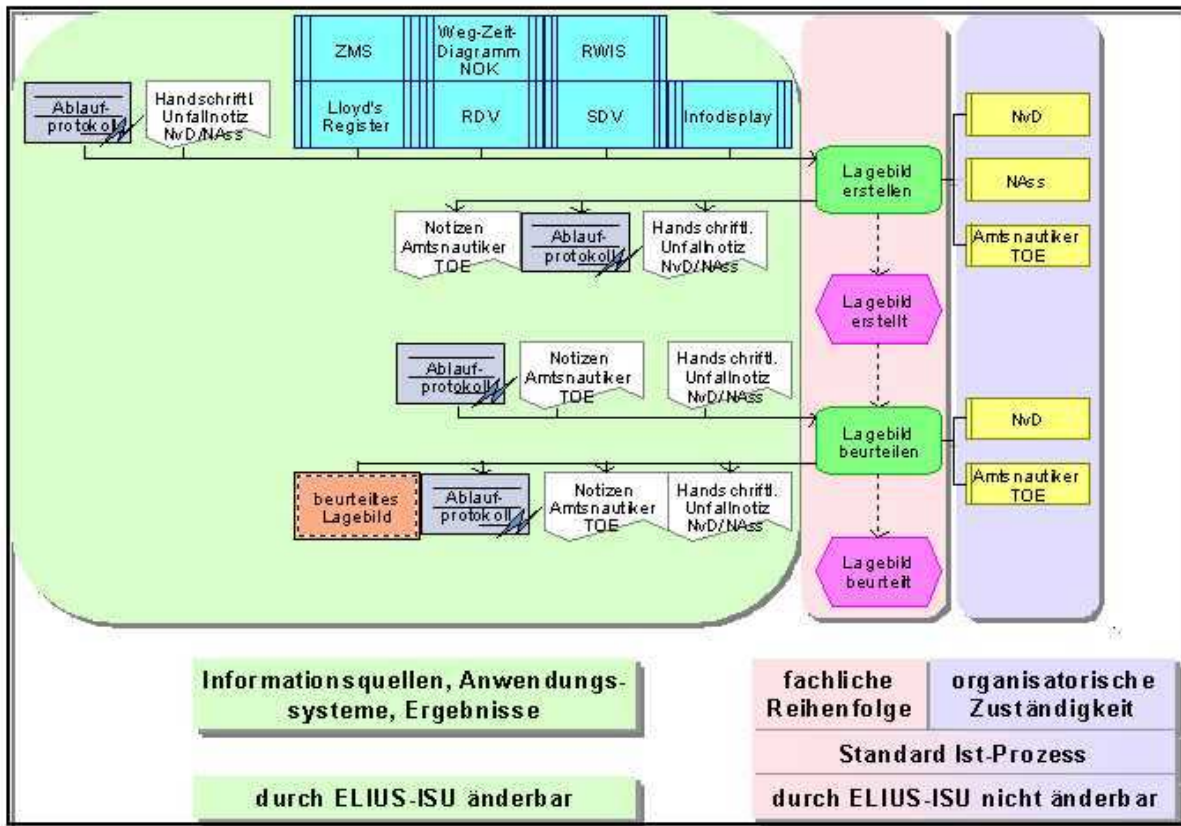 ZMS
Weg-Zeit-
Diagramm
NOK
RWIS
Ablauf-
protokoll
Handschriftl.
Unfallnotiz
NvD/NAss
Lloyd's
Register
RDV
SDV
Infodisplay
NvD
Lagebild
erstellen
NAss
Amtsnautiker
TOE
Notizen
Amtsnautiker
TOE
Ablauf-
protokoll
Handschriftl.
Unfallnotiz
NvD/NAss
Lagebild
erstellt
Ablauf-
protokoll
Notizen
Amtsnautiker
TOE
Handschriftl.
Unfallnotiz
NvD/NAss
Lagebild
beurteilen
NvD
Amtsnautiker
TOE
beurteiltes
Lagebild
Ablauf-
protokoll
Notizen
Amtsnautiker
TOE
Handschriftl.
Unfallnotiz
NvD/NAss
Lagebild
beurteilt
Informationsquellen, Anwendungs-
systeme, Ergebnisse
fachliche
Reihenfolge
organisatorische
Zuständigkeit
Standard Ist-Prozess
durch ELIUS-ISU änderbar
durch ELIUS-ISU nicht änderbar